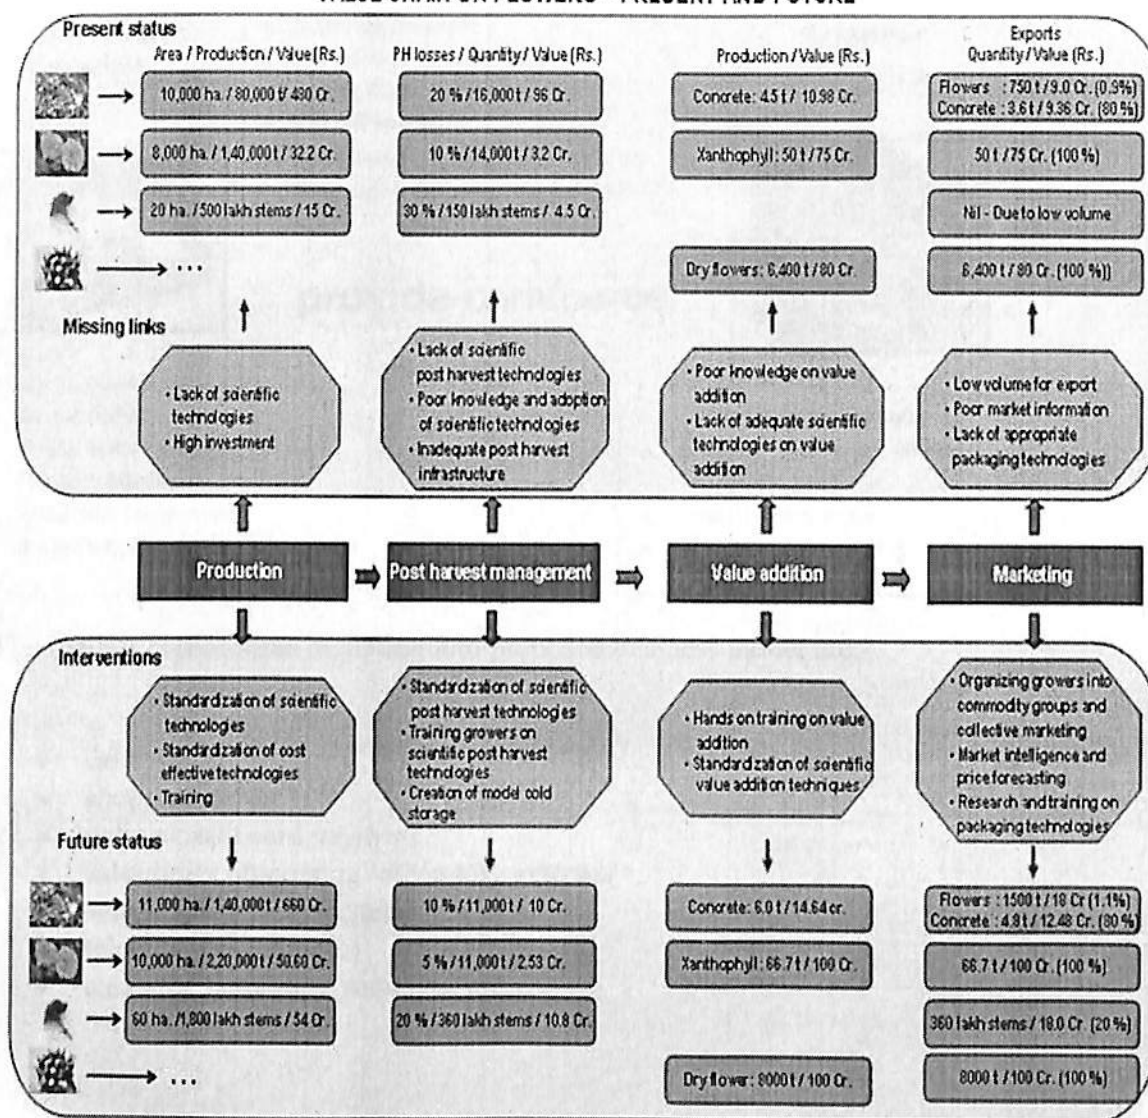 VALUE CHAIN ON FLOWERS - PRESENT AND FUTURE
Present status
Area / Production / Value (Rs.)
PH losses / Quantity / Value (Rs.)
Production / Value (Rs.)
Exports
Quantity / Value (Rs.)
10,000 ha. / 80,000 t/ 480 Cr.
20 % / 16,000 t / 96 Cr.
Concrete: 4.5 t / 10.98 Cr.
Flowers : 750 t / 9.0 Cr. (0.9%)
Concrete : 3.6 t / 9.36 Cr. (80 %)
8,000 ha. / 1,40,000 t / 32.2 Cr.
10 % / 14,000 t / 3.2 Cr.
Xanthophyll : 50 t / 75 Cr.
50 t / 75 Cr. (100 %)
20 ha. / 500 lakh stems / 15 Cr.
30 % / 150 lakh stems / 4.5 Cr.
Nil - Due to low volume
...
Dry flowers : 6,400 t / 80 Cr.
6,400 t / 80 Cr. (100 %))
Missing links
• Lack of scientific
technologies
• High investment
• Lack of scientific
post harvest technologies
• Poor knowledge and adoption
of scientific technologies
• Inadequate post harvest
infrastructure
• Poor knowledge on value
addition
• Lack of adequate scientific
technologies on value
addition
• Low volume for export
• Poor market information
• Lack of appropriate
packaging technologies
Production
Post harvest management
Value addition
Marketing
Interventions
• Standardization of scientific
technologies
• Standardization of cost
effective technologies
• Training
• Standardization of scientific
post harvest technologies
• Training growers on
scientific post harvest
technologies
• Creation of model cold
storage
• Hands on training on value
addition
• Standardization of scientific
value addition techniques
• Organizing growers into
commodity groups and
collective marketing
• Market intelligence and
price forecasting
• Research and training on
packaging technologies
Future status
11,000 ha. / 1,40,000 t / 660 Cr.
10 % / 11,000 t / 10 Cr.
Concrete : 6.0 t / 14.64 cr.
Flowers : 1500 t / 18 Cr (1.1%)
Concrete : 4.8 t / 12.48 Cr. (80 %
10,000 ha. / 2,20,000 t / 50.60 Cr.
5 % / 11,000 t / 2.53 Cr.
Xanthophyll : 66.7 t / 100 Cr.
66.7 t / 100 Cr. (100 %)
60 ha. /1,800 lakh stems / 54 Cr.
20 % / 360 lakh stems / 10.8 Cr.
360 lakh stems / 18.0 Cr. (20 %)
...
Dry flower : 8000 t / 100 Cr.
8000 t / 100 Cr. (100 %)